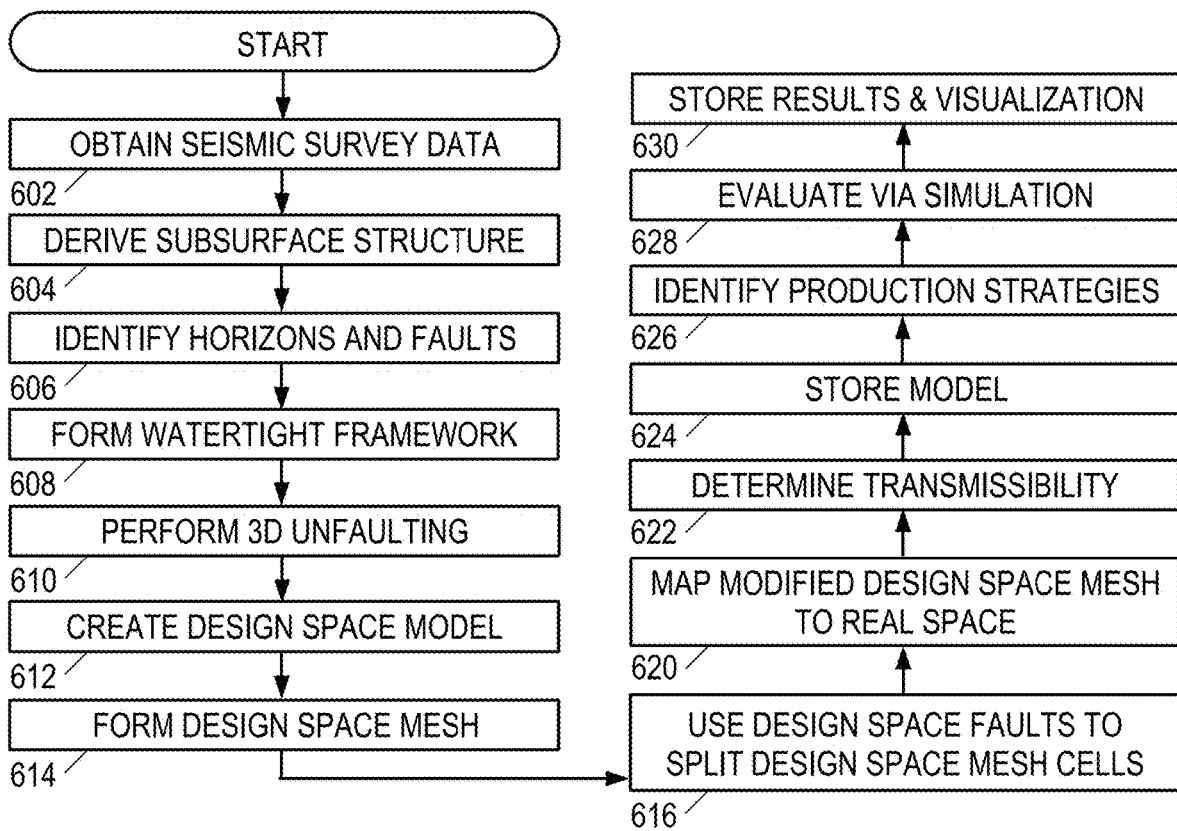 START
OBTAIN SEISMIC SURVEY DATA
602
DERIVE SUBSURFACE STRUCTURE
604
IDENTIFY HORIZONS AND FAULTS
606
FORM WATERTIGHT FRAMEWORK
608
PERFORM 3D UNFAULTING
610
CREATE DESIGN SPACE MODEL
612
FORM DESIGN SPACE MESH
614
USE DESIGN SPACE FAULTS TO
SPLIT DESIGN SPACE MESH CELLS
616
MAP MODIFIED DESIGN SPACE MESH
TO REAL SPACE
620
DETERMINE TRANSMISSIBILITY
622
STORE MODEL
624
IDENTIFY PRODUCTION STRATEGIES
626
EVALUATE VIA SIMULATION
628
STORE RESULTS & VISUALIZATION
630